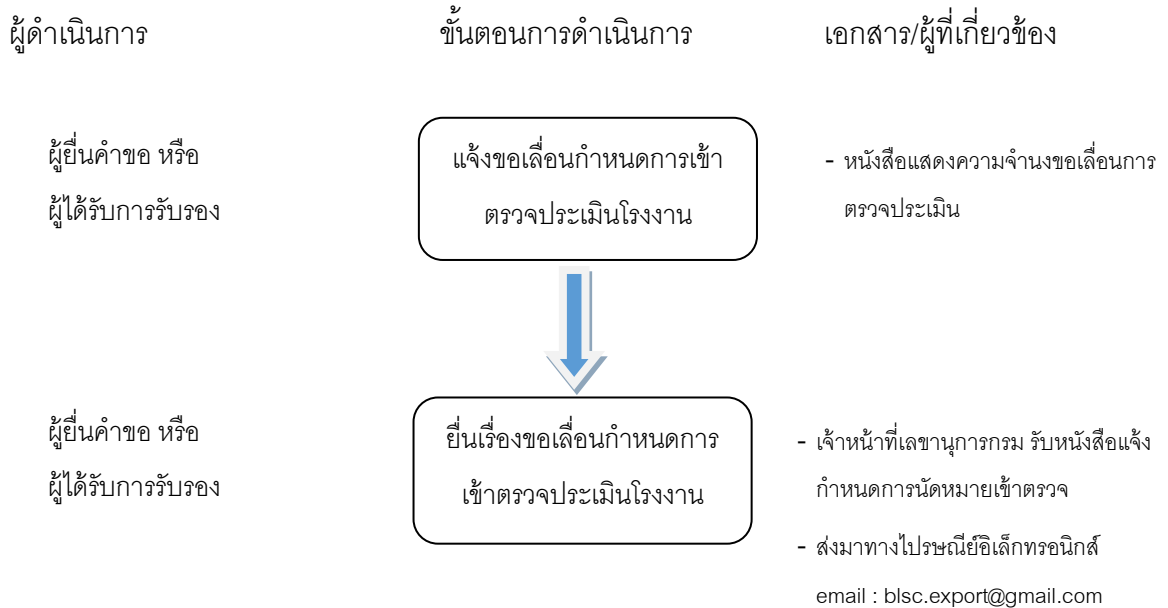 ผู้ดำเนินการ
ขั้นตอนการดำเนินการ
เอกสาร/ผู้ที่เกี่ยวข้อง
ผู้ยื่นคำขอ หรือ
ผู้ได้รับการรับรอง
แจ้งขอเลื่อนกำหนดการเข้า
ตรวจประเมินโรงงาน
- หนังสือแสดงความจำนงขอเลื่อนการ
ตรวจประเมิน
ผู้ยื่นคำขอ หรือ
ผู้ได้รับการรับรอง
ยื่นเรื่องขอเลื่อนกำหนดการ
เข้าตรวจประเมินโรงงาน
- เจ้าหน้าที่เลขานุการกรม รับหนังสือแจ้ง
กำหนดการนัดหมายเข้าตรวจ
- ส่งมาทางไปรษณีย์อิเล็กทรอนิกส์
email : blsc.export@gmail.com